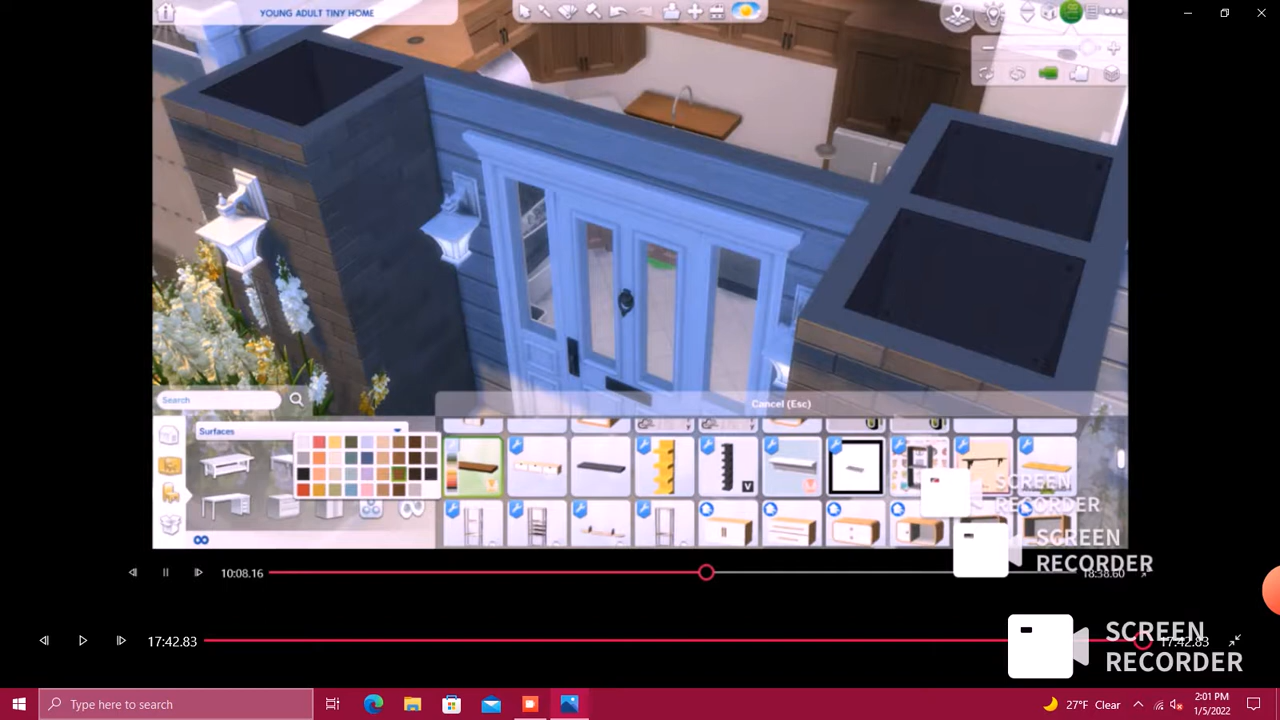 YOUNG ADULT TINY HOME
Search
Cancel (Esc)
Surfaces
SCREEN
RECORDER
SCREEN
RECORDER
10:08.16
18:38.60
17:42.83
17:42.83
SCREEN
RECORDER
Type here to search
27°F Clear
2:01 PM
1/5/2022